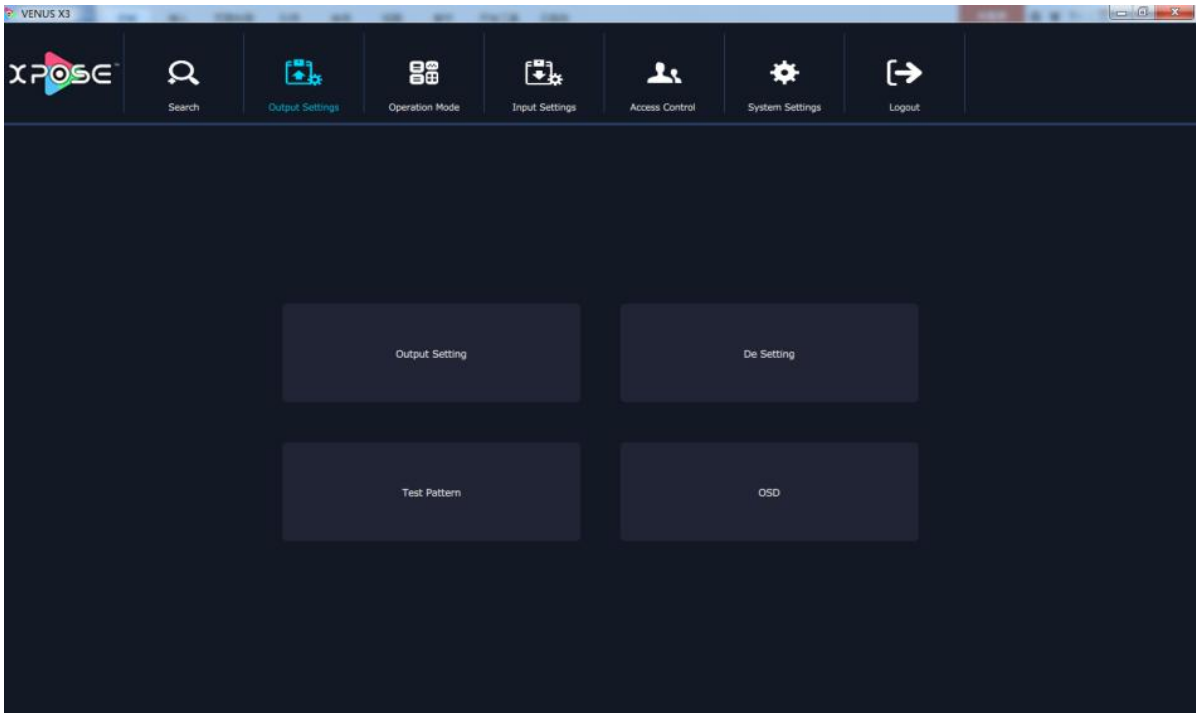 VENUS X3
XPOSE™
Search
Output Settings
Operation Mode
Input Settings
Access Control
System Settings
Logout
Output Setting
De Setting
Test Pattern
OSD